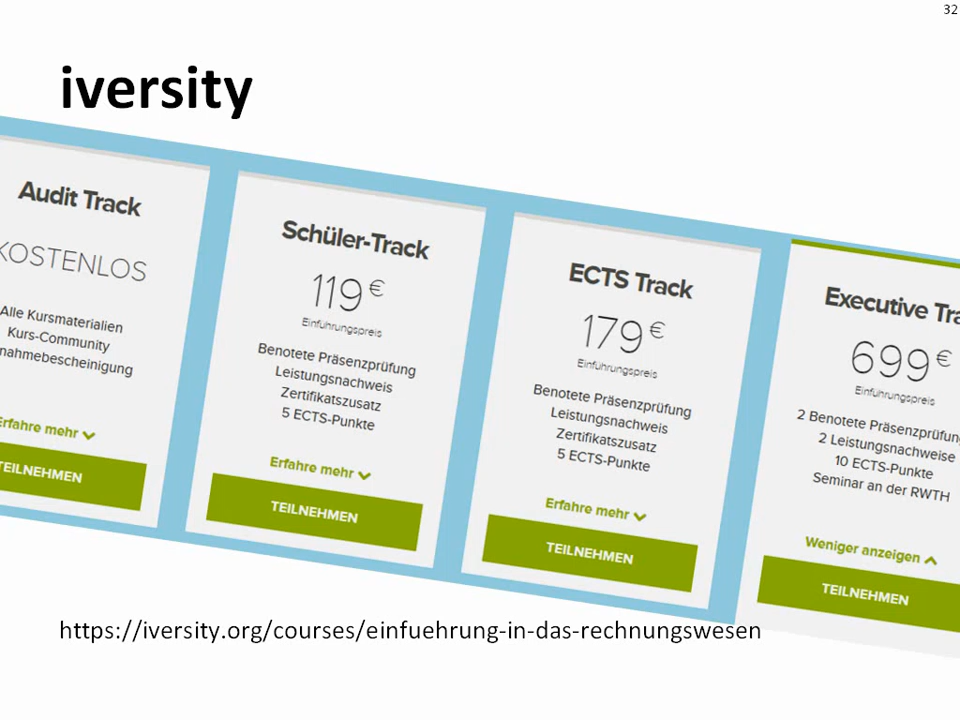 32
iversity
Audit Track
KOSTENLOS
Alle Kursmaterialien
Kurs-Community
Erfahre mehr
TEILNEHMEN
Schüler-Track
119 €
Einführungspreis
Benotete Präsenzprüfung
Leistungsnachweis
Zertifikatszusatz
5 ECTS-Punkte
Erfahre mehr
TEILNEHMEN
ECTS Track
179 €
Einführungspreis
Benotete Präsenzprüfung
Leistungsnachweis
Zertifikatszusatz
5 ECTS-Punkte
Erfahre mehr
TEILNEHMEN
Executive
699 €
Einführungspreis
2 Benotete Präsenzprüfung
2 Leistungsnachweise
10 ECTS-Punkte
Seminar an der RWTH
Weniger anzeigen
TEILNEHMEN
https://iversity.org/courses/einfuehrung-in-das-rechnungswesen